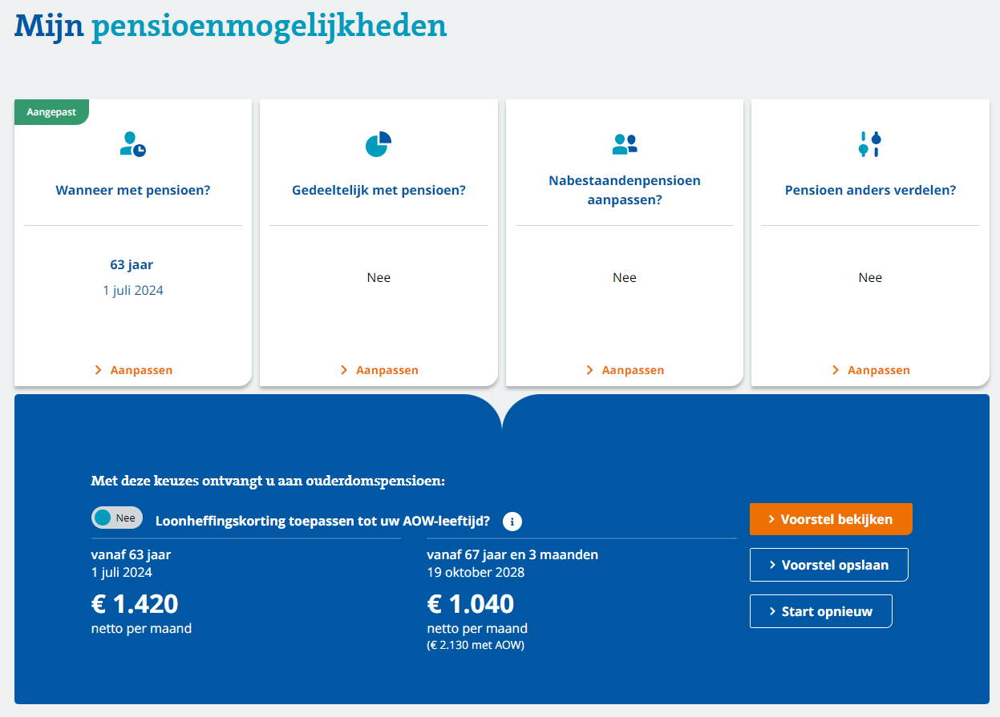 Mijn pensioenmogelijkheden
Aangepast
Wanneer met pensioen?
63 jaar
1 juli 2024
Aanpassen
Gedeeltelijk met pensioen?
Nee
Aanpassen
Nabestaandenpensioen
aanpassen?
Nee
Aanpassen
Pensioen anders verdelen?
Nee
Aanpassen
Met deze keuzes ontvangt u aan ouderdomspensioen:
Nee
Loonheffingskorting toepassen tot uw AOW-leeftijd?
i
vanaf 63 jaar
1 juli 2024
€ 1.420
netto per maand
vanaf 67 jaar en 3 maanden
19 oktober 2028
€ 1.040
netto per maand
(€ 2.130 met AOW)
Voorstel bekijken
Voorstel opslaan
Start opnieuw